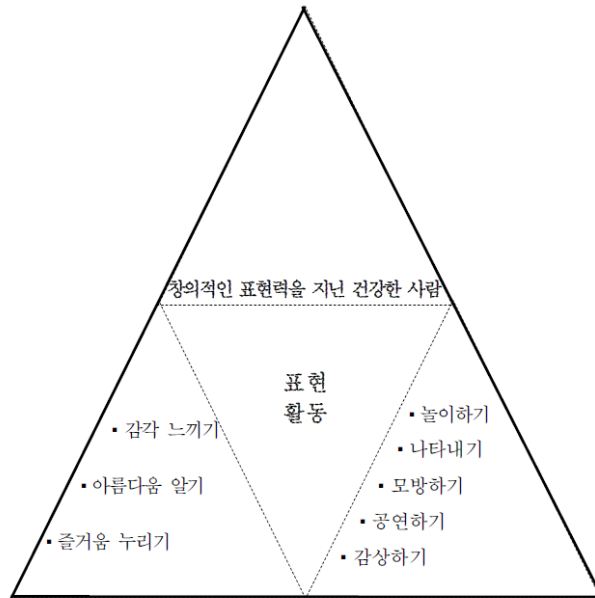 창의적인 표현력을 지닌 건강한 사람
표현
활동
▪ 감각 느끼기
▪ 아름다움 알기
▪ 즐거움 누리기
▪ 놀이하기
▪ 나타내기
▪ 모방하기
▪ 공연하기
▪ 감상하기